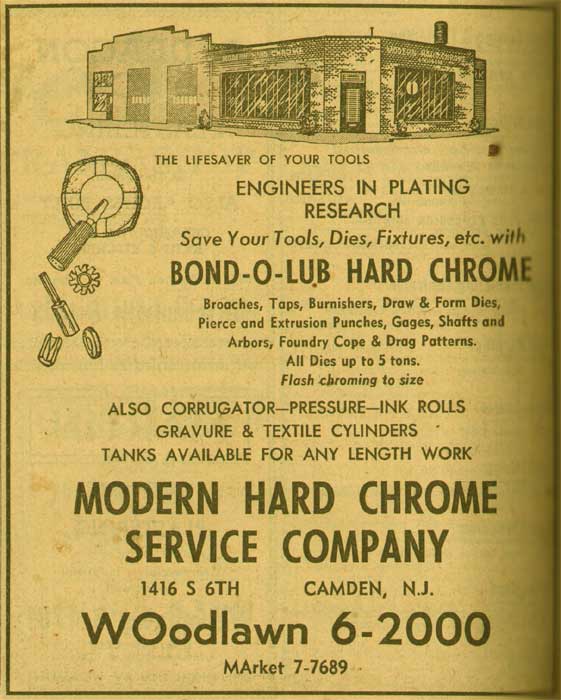 MODERN HARD CHROME
THE LIFESAVER OF YOUR TOOLS
ENGINEERS IN PLATING
RESEARCH
Save Your Tools, Dies, Fixtures, etc. with
BOND-O-LUB HARD CHROME
Broaches, Taps, Burnishers, Draw & Form Dies,
Pierce and Extrusion Punches, Gages, Shafts and
Arbors, Foundry Cope & Drag Patterns.
All Dies up to 5 tons.
Flash chroming to size
ALSO CORRUGATOR—PRESSURE—INK ROLLS
GRAVURE & TEXTILE CYLINDERS
TANKS AVAILABLE FOR ANY LENGTH WORK
MODERN HARD CHROME
SERVICE COMPANY
1416 S 6TH CAMDEN, N.J.
WOodlawn 6-2000
MArket 7-7689